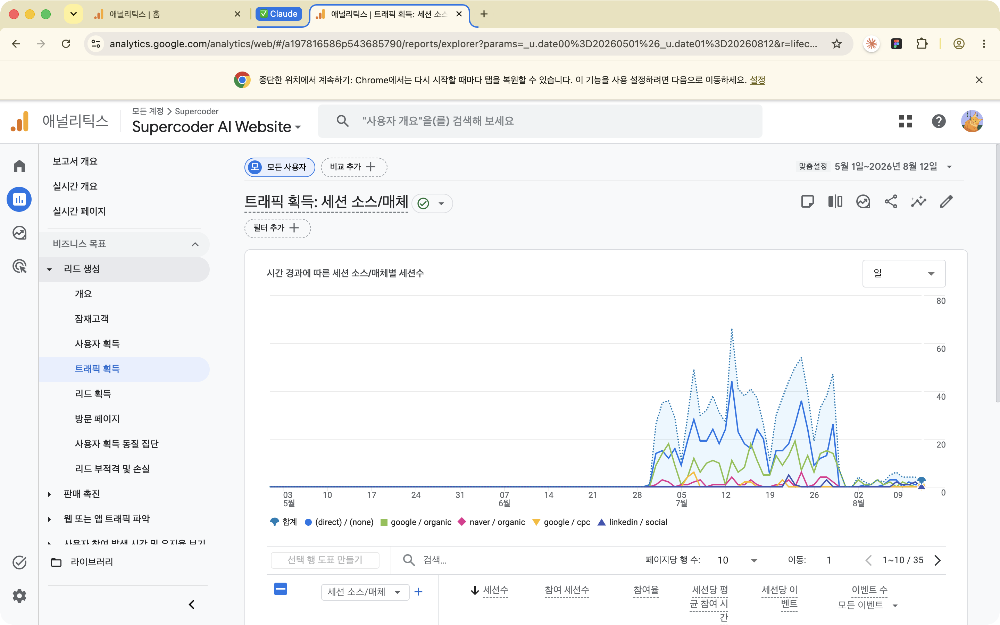 애널리틱스 | 홈
✅ Claude
애널리틱스 | 트래픽 획득: 세션 소스
analytics.google.com/analytics/web/#/a197816586p543685790/reports/explorer?params=_u.date00%3D20260501%26_u.date01%3D20260812&r=lifec...
중단한 위치에서 계속하기: Chrome에서는 다시 시작할 때마다 탭을 복원할 수 있습니다. 이 기능을 사용 설정하려면 다음으로 이동하세요. 설정
애널리틱스
모든 계정 > Supercoder
Supercoder AI Website
"사용자 개요"을(를) 검색해 보세요
보고서 개요
실시간 개요
실시간 페이지
비즈니스 목표
리드 생성
개요
잠재고객
사용자 획득
트래픽 획득
리드 획득
방문 페이지
사용자 획득 동질 집단
리드 부적격 및 손실
판매 촉진
웹 또는 앱 트래픽 파악
사용자 참여 발생 시간 및 유지율 보기
라이브러리
모 모든 사용자
비교 추가
맞춤설정 5월 1일~2026년 8월 12일
트래픽 획득: 세션 소스/매체
필터 추가
시간 경과에 따른 세션 소스/매체별 세션수
일
80
60
40
20
0
03 10 17 24 31 07 14 21 28 05 12 19 26 02 09
5월 6월 7월 8월
합계 (direct) / (none) google / organic naver / organic google / cpc linkedin / social
선택 행 도표 만들기
검색...
페이지당 행 수: 10
이동: 1
1~10 / 35
세션 소스/매체
세션수
참여 세션수
참여율
세션당 평
균 참여 시
간
세션당 이
벤트
이벤트 수
모든 이벤트